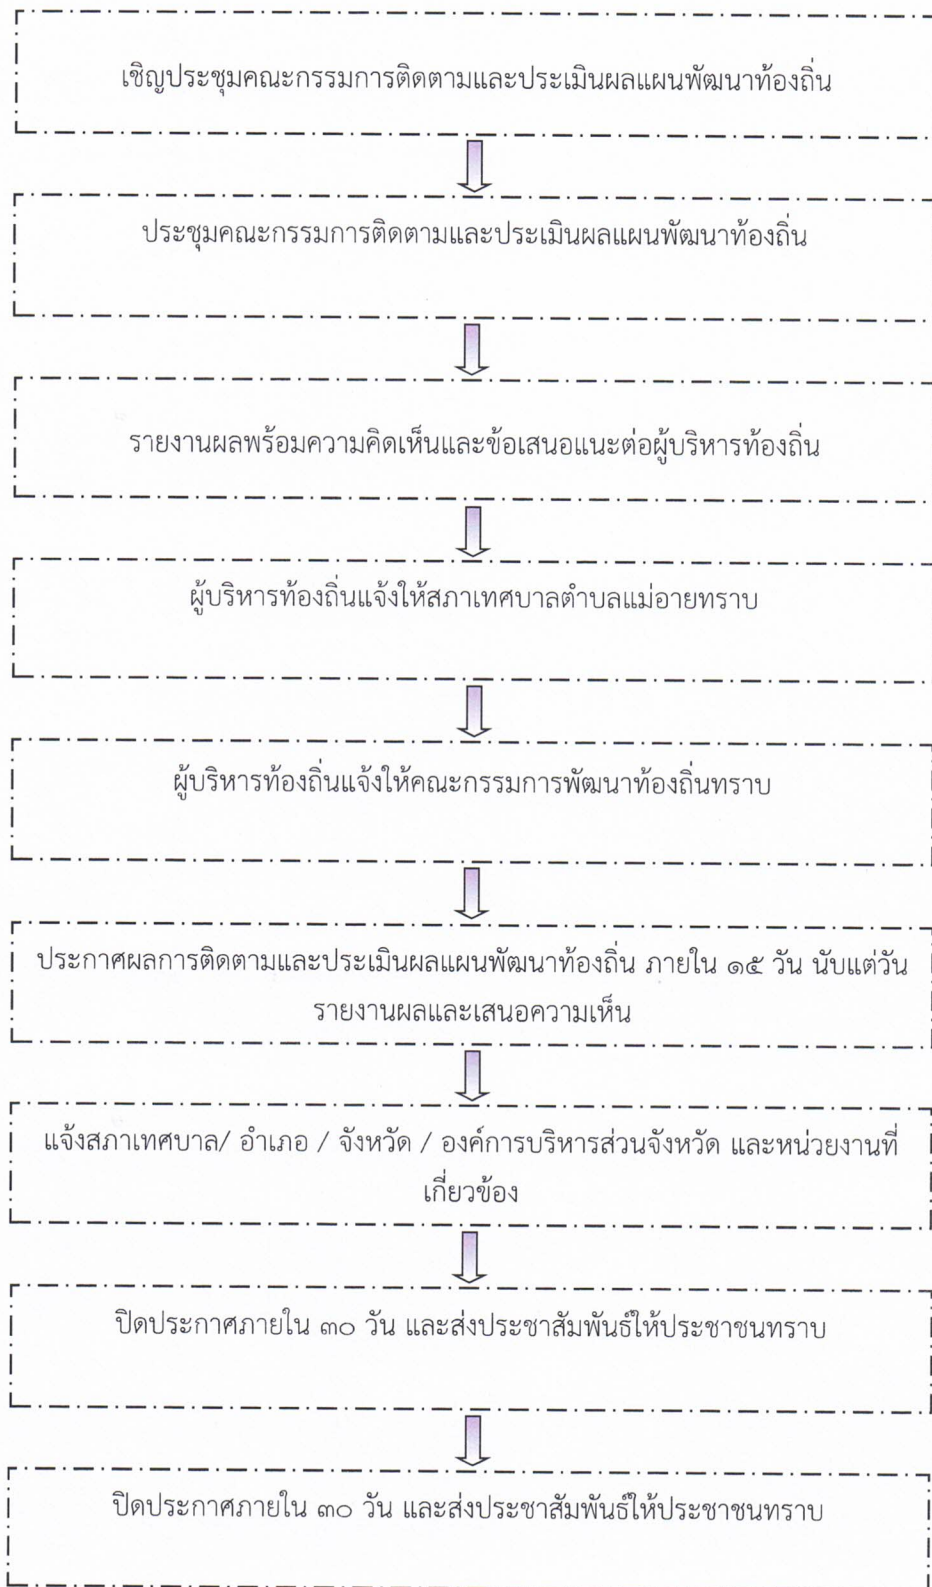 เชิญประชุมคณะกรรมการติดตามและประเมินผลแผนพัฒนาท้องถิ่น
ประชุมคณะกรรมการติดตามและประเมินผลแผนพัฒนาท้องถิ่น
รายงานผลพร้อมความคิดเห็นและข้อเสนอแนะต่อผู้บริหารท้องถิ่น
ผู้บริหารท้องถิ่นแจ้งให้สภาเทศบาลตำบลแม่อายทราบ
ผู้บริหารท้องถิ่นแจ้งให้คณะกรรมการพัฒนาท้องถิ่นทราบ
ประกาศผลการติดตามและประเมินผลแผนพัฒนาท้องถิ่น ภายใน ๑๕ วัน นับแต่วัน
รายงานผลและเสนอความเห็น
แจ้งสภาเทศบาล/ อำเภอ / จังหวัด / องค์การบริหารส่วนจังหวัด และหน่วยงานที่
เกี่ยวข้อง
ปิดประกาศภายใน ๓๐ วัน และส่งประชาสัมพันธ์ให้ประชาชนทราบ
ปิดประกาศภายใน ๓๐ วัน และส่งประชาสัมพันธ์ให้ประชาชนทราบ